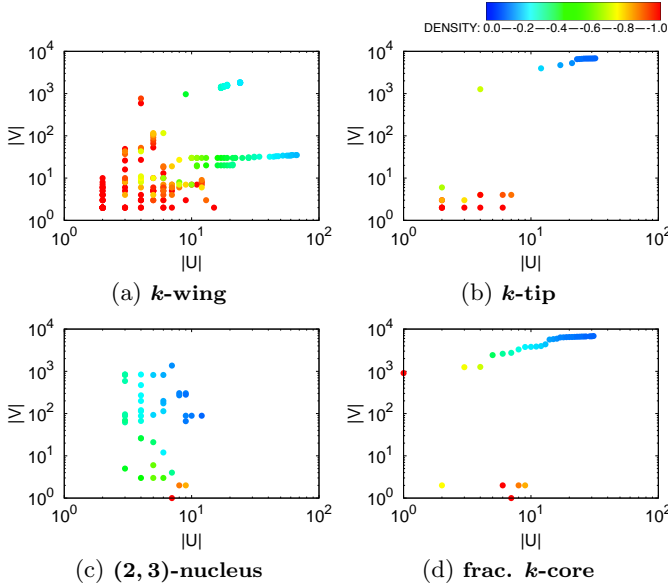 DENSITY: 0.0—-0.2—-0.4—-0.6—-0.8—-1.0
10^4
10^3
10^2
10^1
10^0
|V|
10^0 10^1 10^2
|U|
(a) k-wing
10^4
10^3
10^2
10^1
10^0
|V|
10^0 10^1 10^2
|U|
(b) k-tip
10^4
10^3
10^2
10^1
10^0
|V|
10^0 10^1 10^2
|U|
(c) (2, 3)-nucleus
10^4
10^3
10^2
10^1
10^0
|V|
10^0 10^1 10^2
|U|
(d) frac. k-core